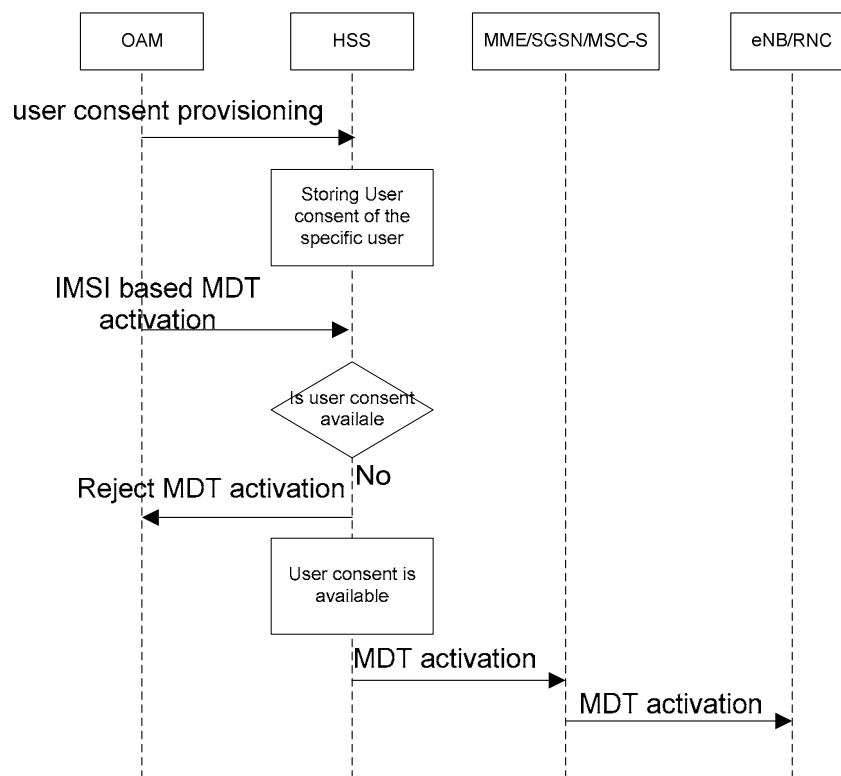 OAM
HSS
MME/SGSN/MSC-S
eNB/RNC
user consent provisioning
Storing User
consent of the
specific user
IMSI based MDT
activation
Is user consent
availale
No
Reject MDT activation
User consent is
available
MDT activation
MDT activation